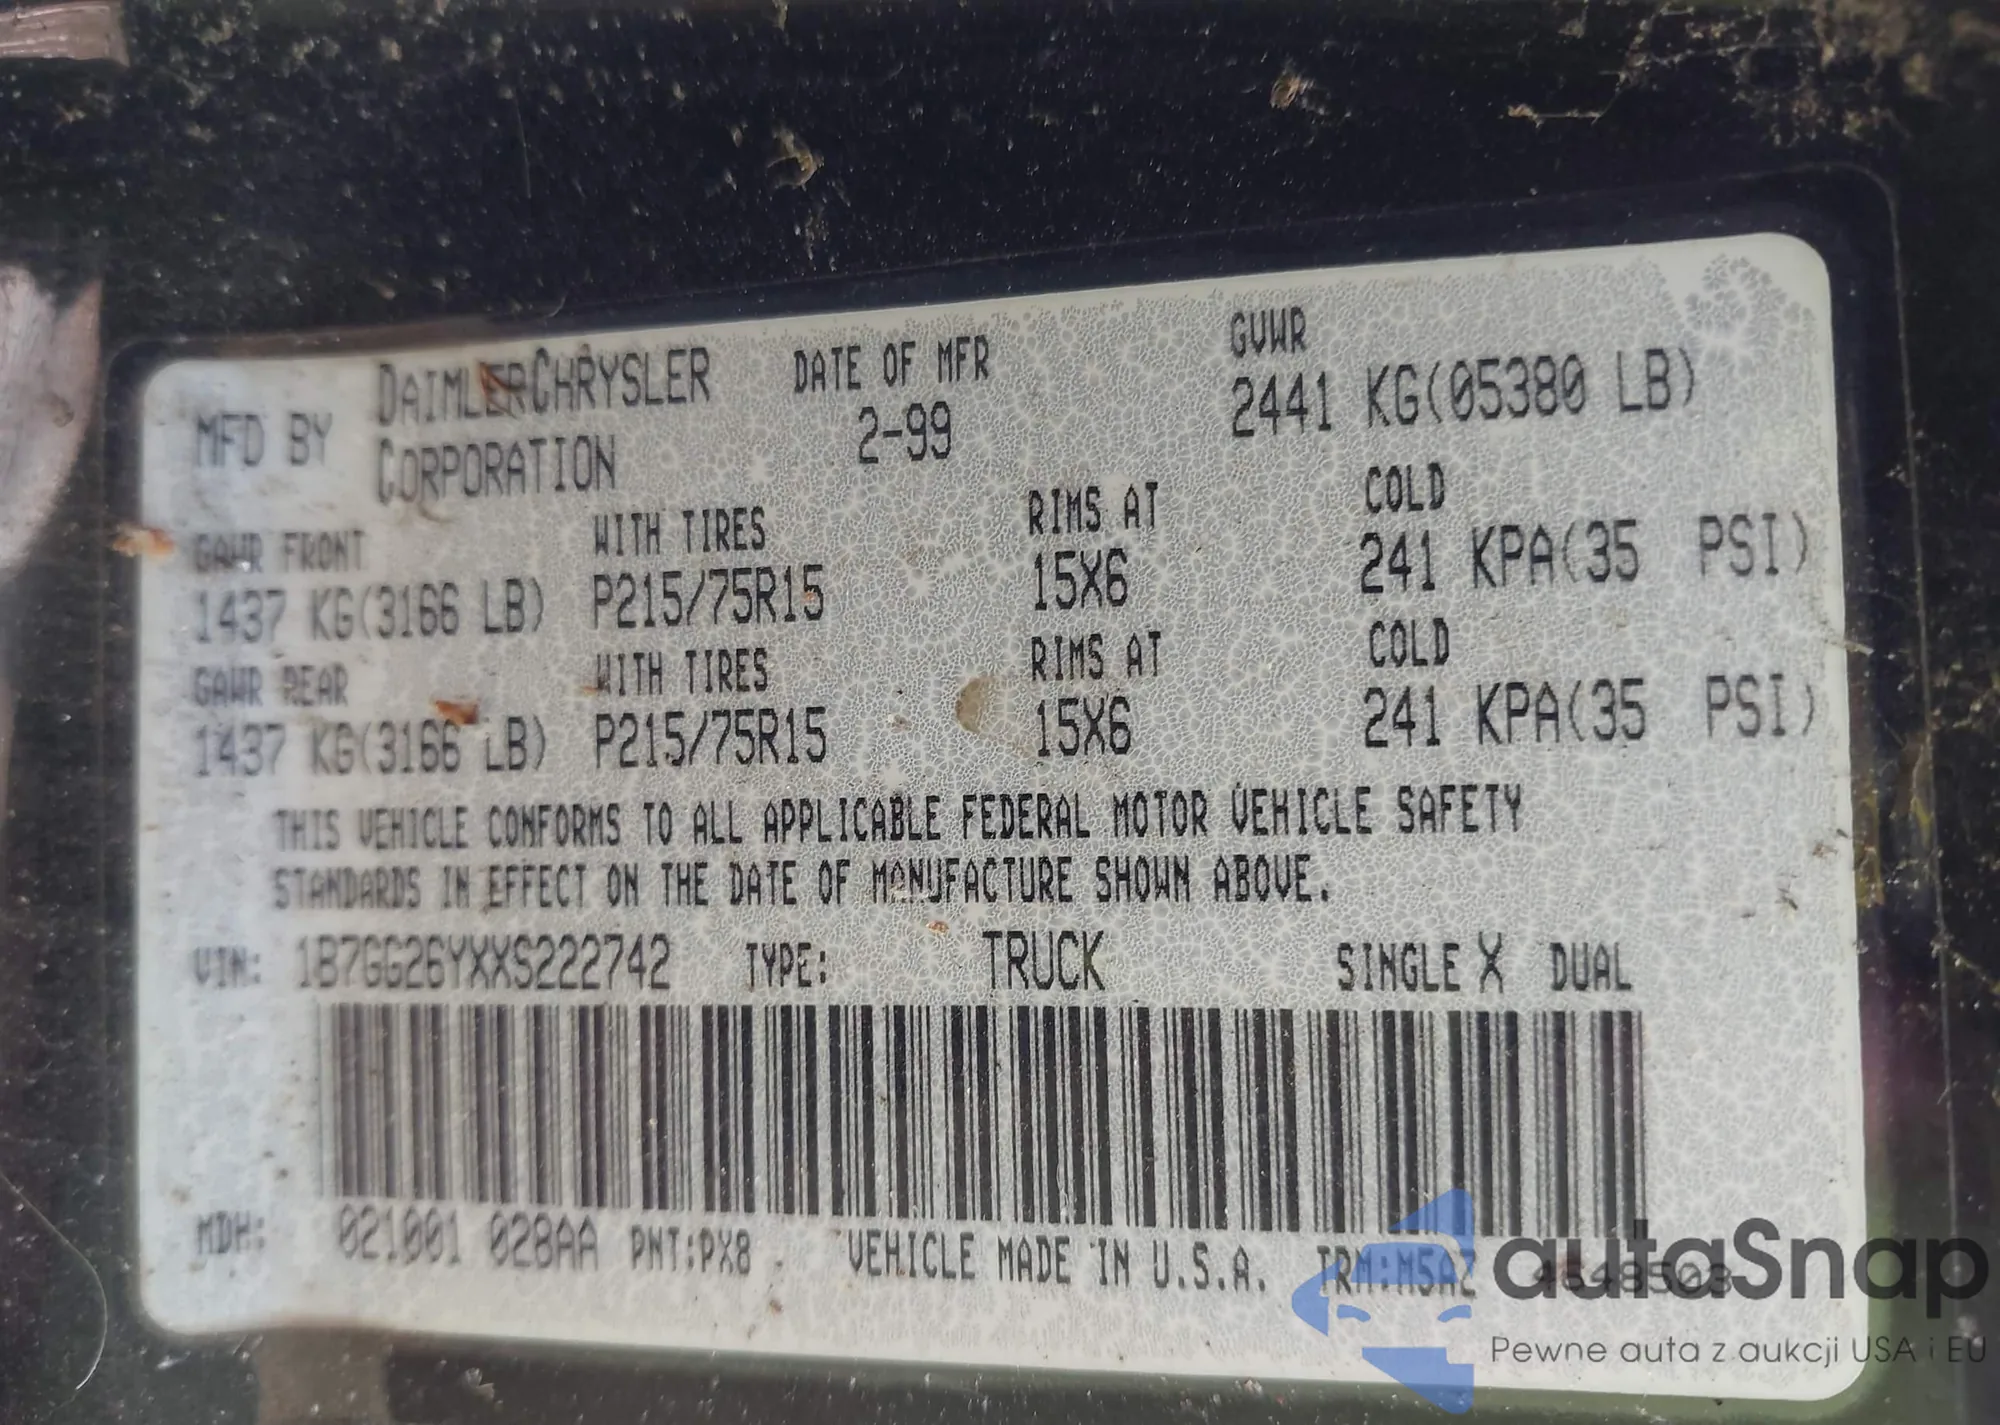 MFD BY DAIMLERCHRYSLER CORPORATION DATE OF MFR 2-99 GVWR 2441 KG(05380 LB)
GAWR FRONT WITH TIRES RIMS AT COLD
1437 KG(3166 LB) P215/75R15 15X6 241 KPA(35 PSI)
GAWR REAR WITH TIRES RIMS AT COLD
1437 KG(3166 LB) P215/75R15 15X6 241 KPA(35 PSI)
THIS VEHICLE CONFORMS TO ALL APPLICABLE FEDERAL MOTOR VEHICLE SAFETY
STANDARDS IN EFFECT ON THE DATE OF MANUFACTURE SHOWN ABOVE.
VIN: 1B7GG26YXXS222742 TYPE: TRUCK SINGLE X DUAL
MDH: 021001 028AA PNT:PX8 VEHICLE MADE IN U.S.A. TRM:M5AZ
autaSnap
Pewne auta z aukcji USA i EU